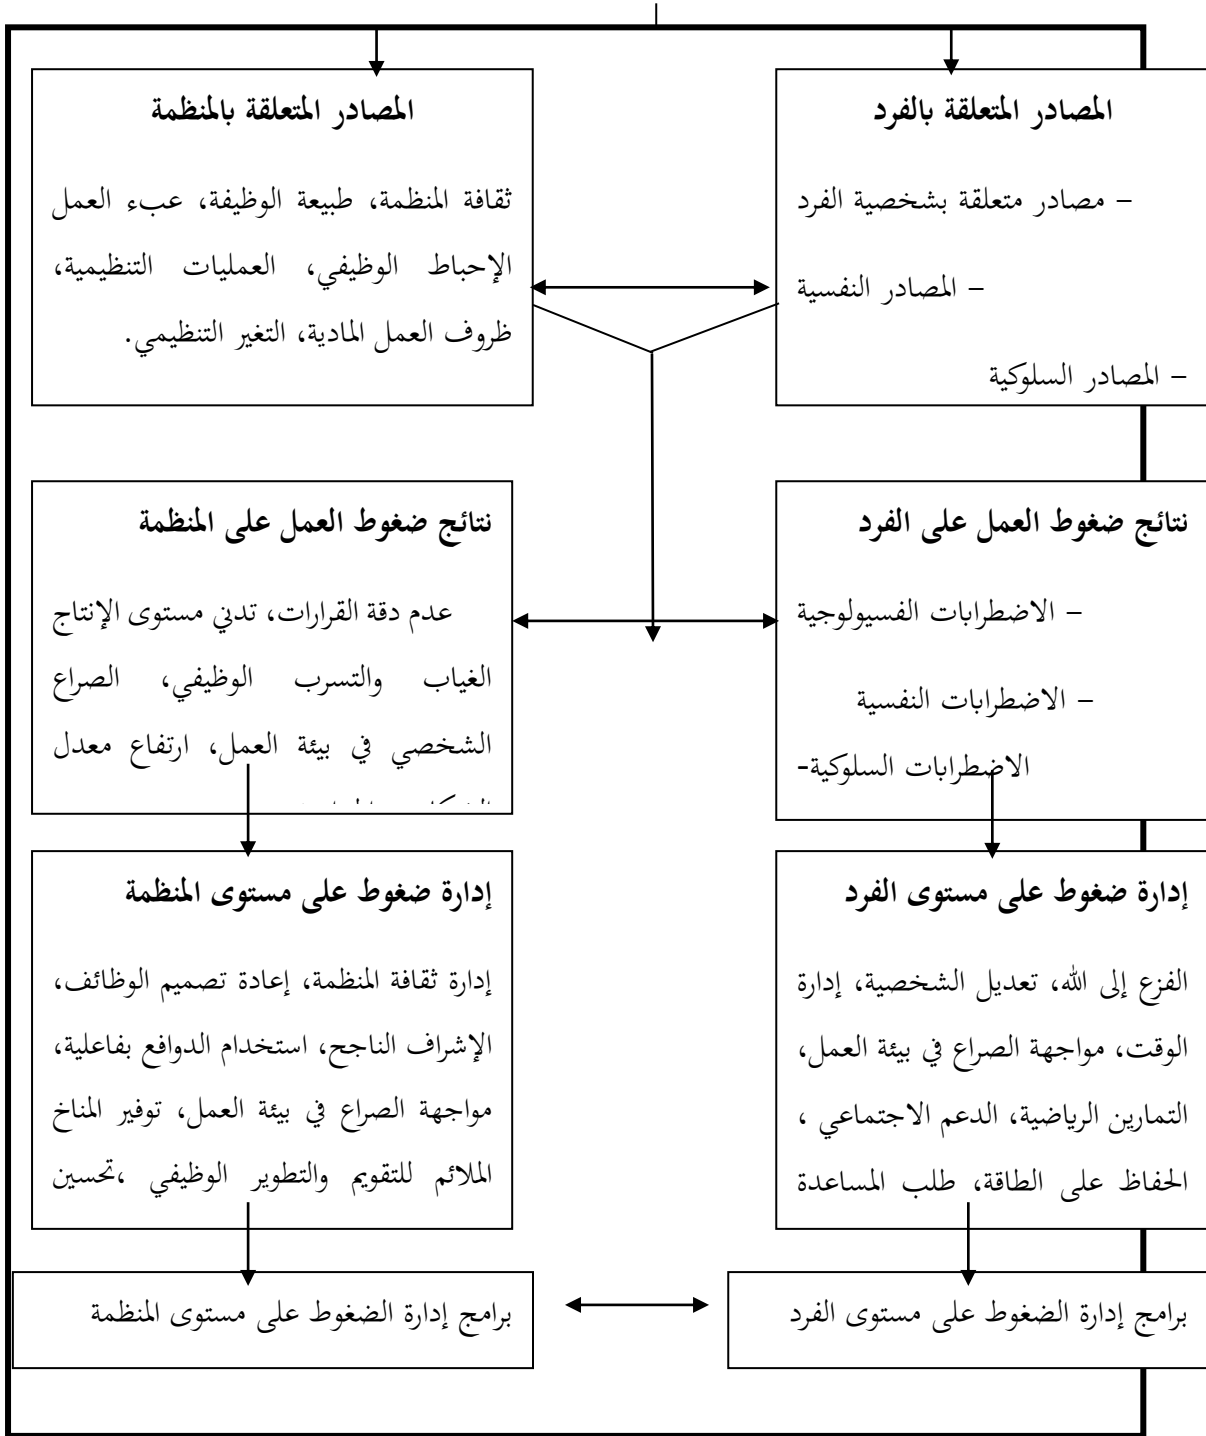 المصادر المتعلقة بالفرد
– مصادر متعلقة بشخصية الفرد
– المصادر النفسية
– المصادر السلوكية
المصادر المتعلقة بالمنظمة
ثقافة المنظمة، طبيعة الوظيفة، عبء العمل
الإحباط الوظيفي، العمليات التنظيمية،
ظروف العمل المادية، التغير التنظيمي.
نتائج ضغوط العمل على الفرد
– الاضطرابات الفسيولوجية
– الاضطرابات النفسية
الاضطرابات السلوكية-
نتائج ضغوط العمل على المنظمة
عدم دقة القرارات، تدني مستوى الإنتاج
الغياب والتسرب الوظيفي، الصراع
الشخصي في بيئة العمل، ارتفاع معدل
إدارة ضغوط على مستوى الفرد
الفزع إلى الله، تعديل الشخصية، إدارة
الوقت، مواجهة الصراع في بيئة العمل،
التمارين الرياضية، الدعم الاجتماعي ،
الحفاظ على الطاقة، طلب المساعدة
إدارة ضغوط على مستوى المنظمة
إدارة ثقافة المنظمة، إعادة تصميم الوظائف،
الإشراف الناجح، استخدام الدوافع بفاعلية،
مواجهة الصراع في بيئة العمل، توفير المناخ
الملائم للتقويم والتطوير الوظيفي ،تحسين
برامج إدارة الضغوط على مستوى الفرد
برامج إدارة الضغوط على مستوى المنظمة